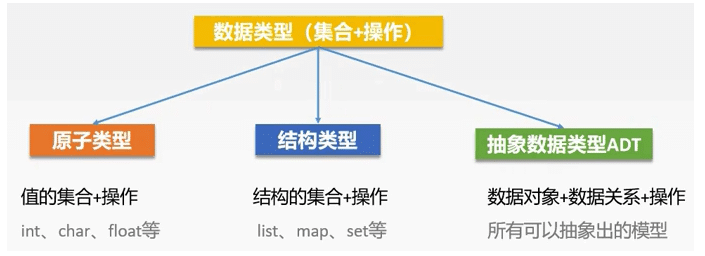 数据类型（集合+操作）
原子类型
结构类型
抽象数据类型ADT
值的集合+操作
结构的集合+操作
数据对象+数据关系+操作
int、char、float等
list、map、set等
所有可以抽象出的模型